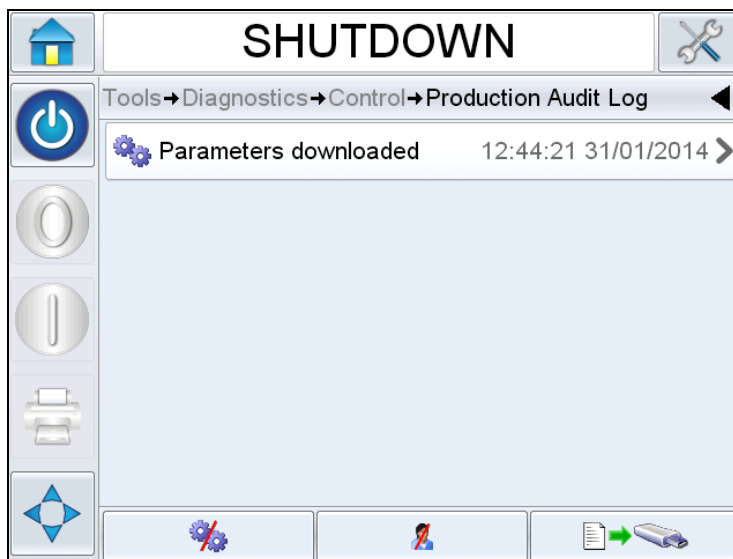 SHUTDOWN
Tools→Diagnostics→Control→Production Audit Log
Parameters downloaded 12:44:21 31/01/2014